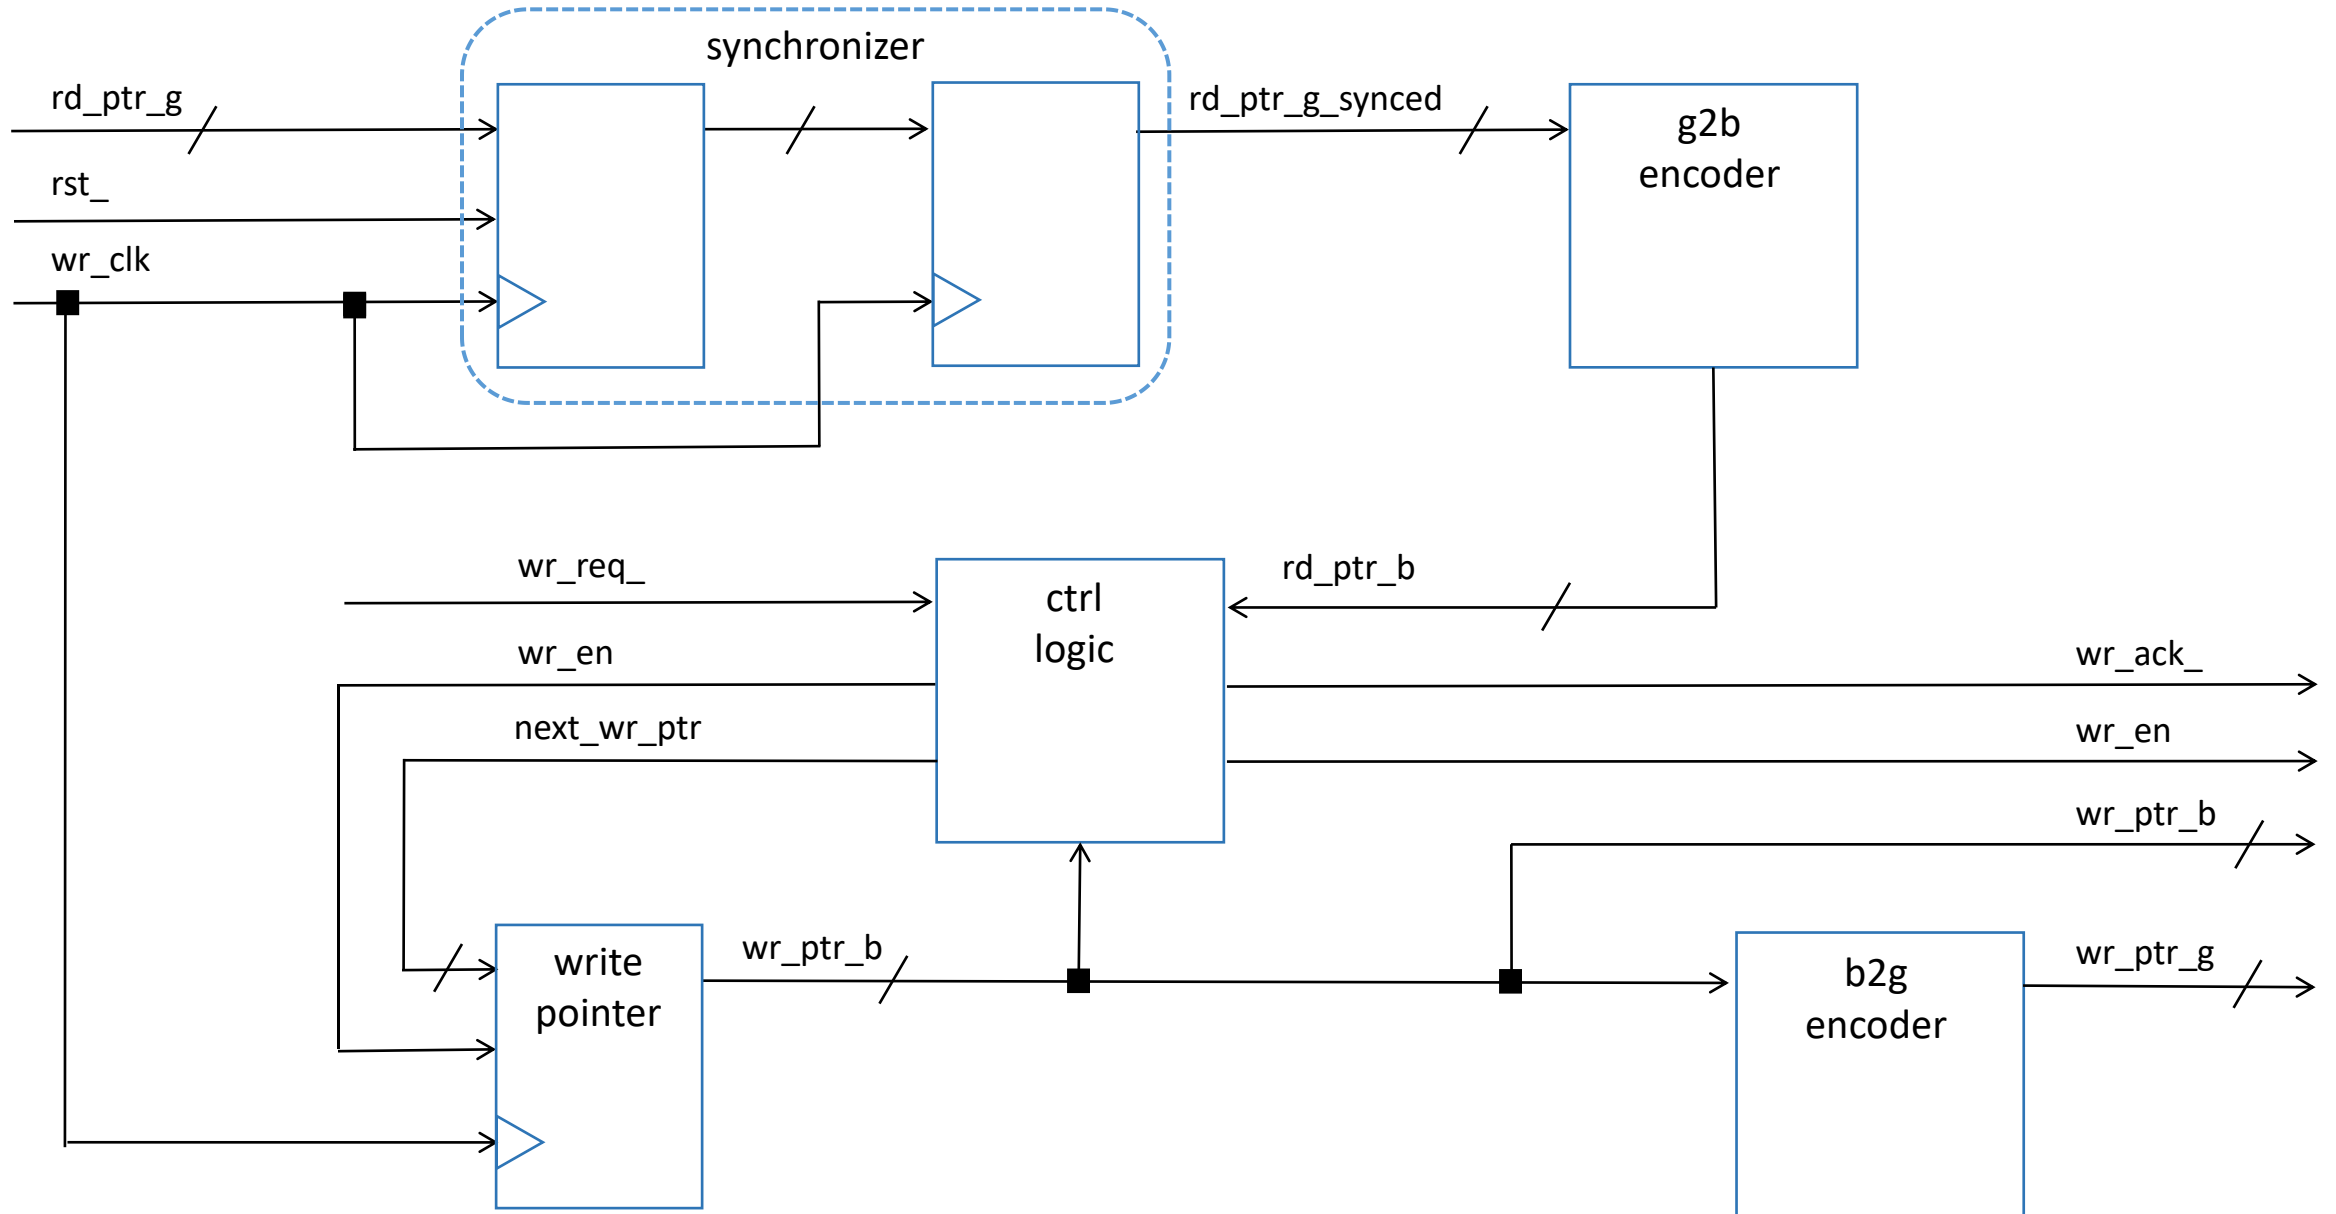 synchronizer
rd_ptr_g
rd_ptr_g_synced
g2b
encoder
rst_
wr_clk
wr_req_
ctrl
logic
rd_ptr_b
wr_en
wr_ack_
next_wr_ptr
wr_en
wr_ptr_b
write
pointer
wr_ptr_b
b2g
encoder
wr_ptr_g